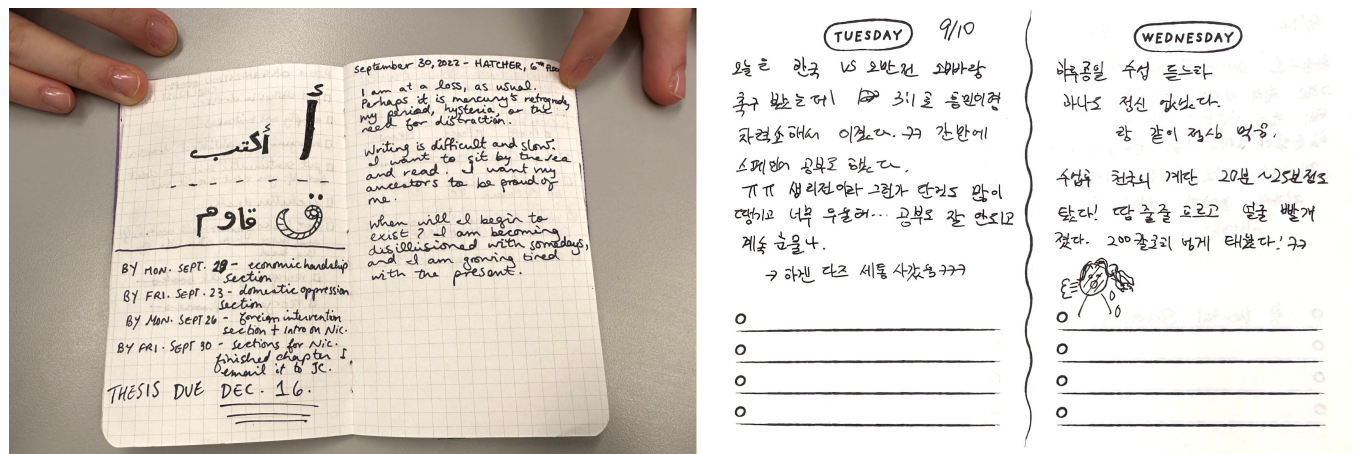 أ
أكتب
ق
قاوم
BY MON. SEPT. - economic hardship
section
BY FRI. SEPT. 23 - domestic oppression
section
BY MON. SEPT 26 - foreign intervention
section + Intro on Nic.
BY FRI. SEPT 30 - sections for Nic.
finished chapter I,
email it to JC.
THESIS DUE DEC. 16.
September 30, 2022 - HATCHER, 6TH FLOOR
I am at a loss, as usual.
Perhaps it is mercury's retrograde,
my period, hysteria or the
need for distraction.
Writing is difficult and slow.
I want to sit by the sea
and read. I want my
ancestors to be proud of
me.
When will I begin to
exist? I am becoming
disillusioned with somedays,
and I am growing tired
with the present.
TUESDAY 9/10
오늘은 한국 VS 오만전 오빠랑
축구 봤는데 3:1로 이겼다. ㅋㅋ 간만에
스페인어 공부도 했다.
ㅠㅠ 생리전이라 그런가 단것도 많이
땡기고 너무 우울해... 공부도 잘 안되고
계속 눈물나.
→ 하겐 다즈 세통 사갔음 ㅋㅋㅋ
WEDNESDAY
하루종일 수업 듣느라
하나도 정신 없었다.
랑 같이 점심 먹음.
수업후 천국의 계단 20분~25분정도
탔다! 땀 줄줄 흐르고 얼굴 빨개
졌다. 200칼로리 넘게 태웠다! ㅋㅋ